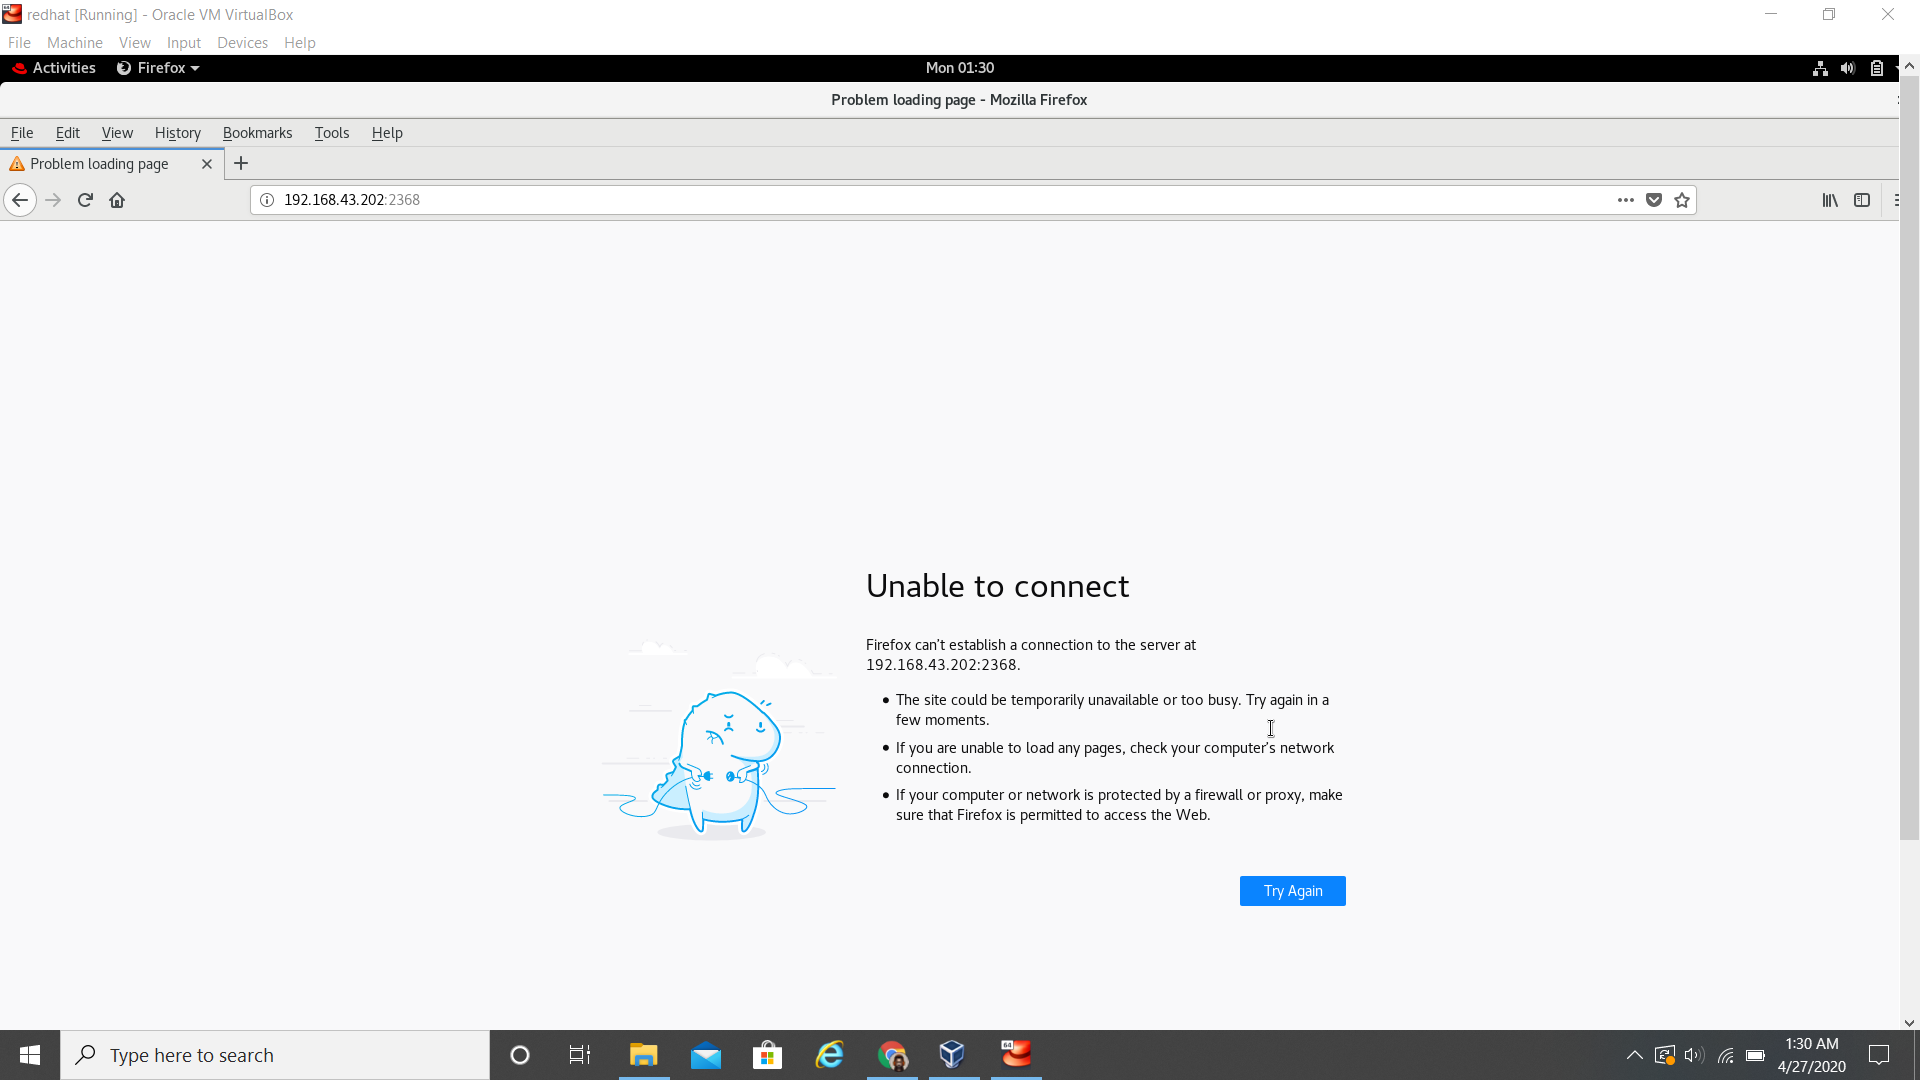 redhat [Running] - Oracle VM VirtualBox
File Machine View Input Devices Help
Activities Firefox Mon 01:30
Problem loading page - Mozilla Firefox
File Edit View History Bookmarks Tools Help
Problem loading page
192.168.43.202:2368
Unable to connect
Firefox can't establish a connection to the server at
192.168.43.202:2368.
• The site could be temporarily unavailable or too busy. Try again in a
few moments.
• If you are unable to load any pages, check your computer's network
connection.
• If your computer or network is protected by a firewall or proxy, make
sure that Firefox is permitted to access the Web.
Try Again
Type here to search
64
1:30 AM
4/27/2020